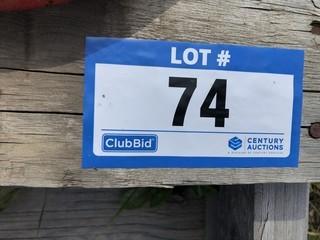 LOT #
74
ClubBid
CENTURY
AUCTIONS